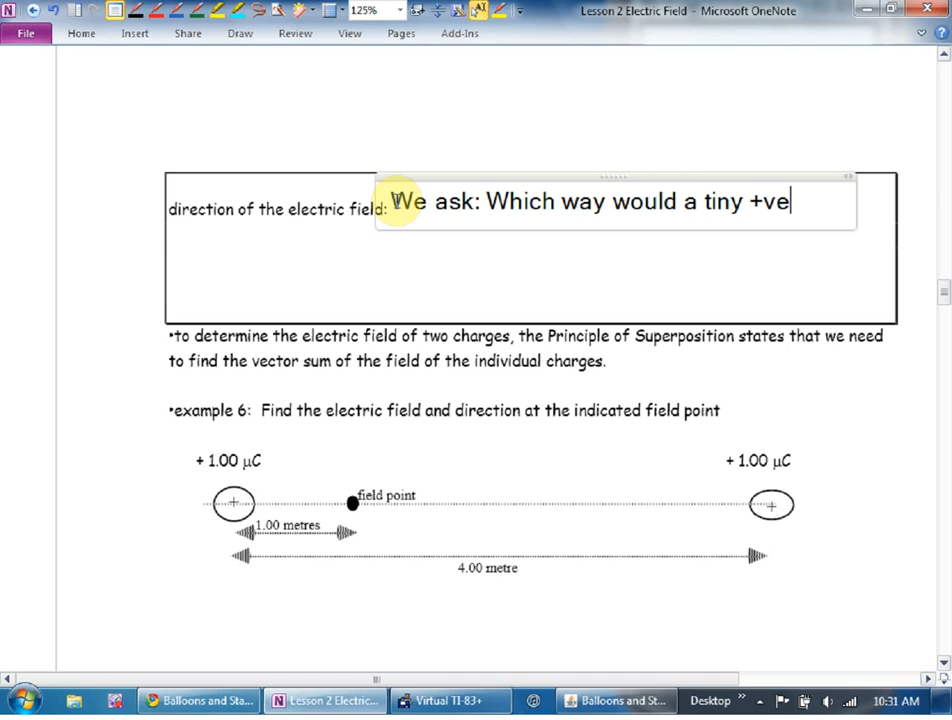 125%
Lesson 2 Electric Field - Microsoft OneNote
File Home Insert Share Draw Review View Pages Add-Ins
direction of the electric field: We ask: Which way would a tiny +ve
•to determine the electric field of two charges, the Principle of Superposition states that we need
to find the vector sum of the field of the individual charges.
•example 6: Find the electric field and direction at the indicated field point
+ 1.00 μC + 1.00 μC
field point
+ +
1.00 metres
4.00 metre
Balloons and Sta... Lesson 2 Electric... Virtual TI-83+ Balloons and St... Desktop 10:31 AM